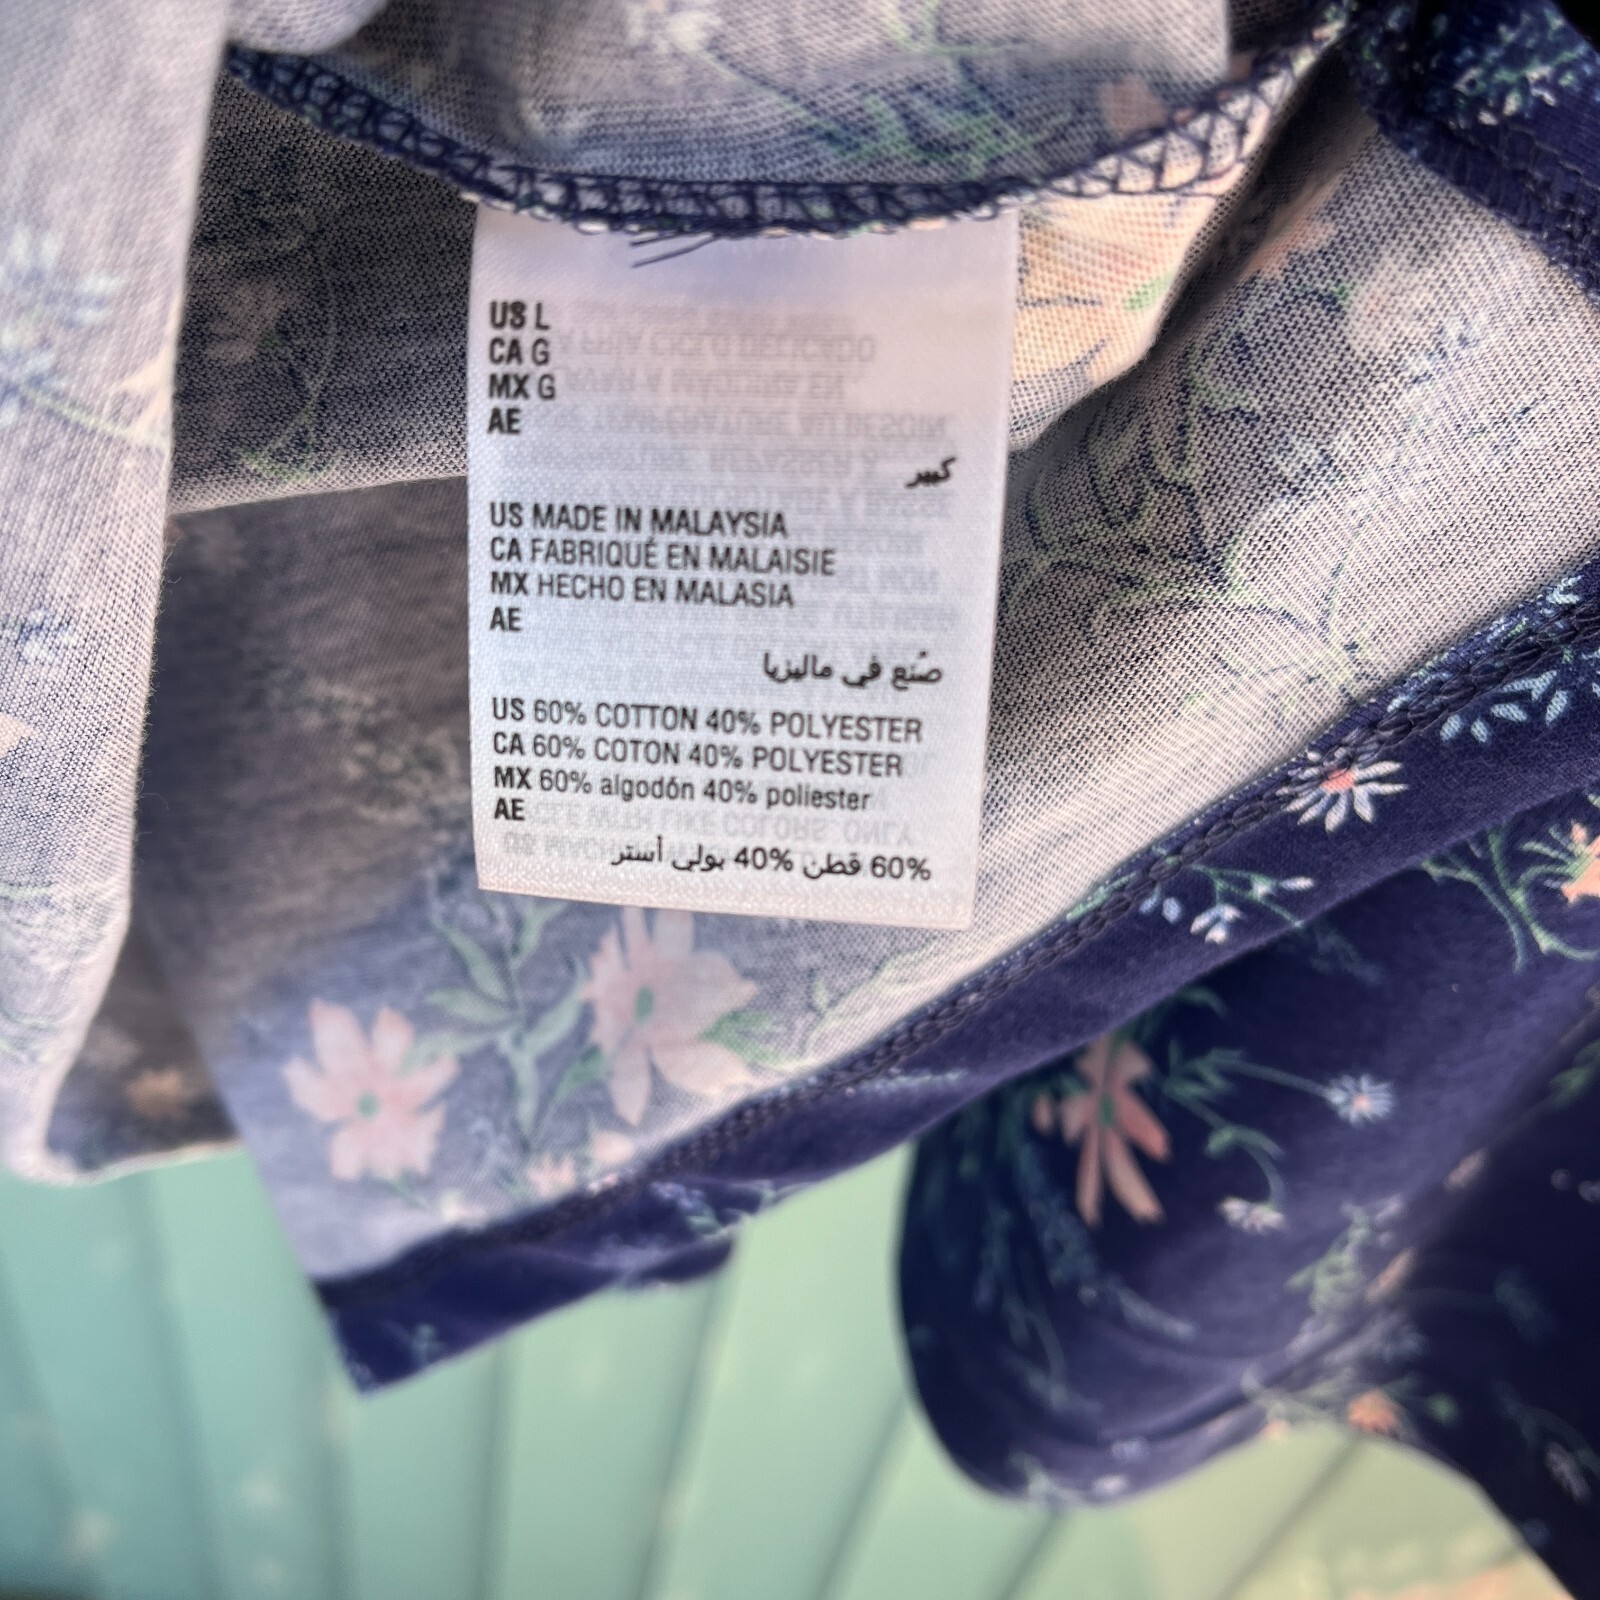 US L
CA G
MX G
AE
كبير
US MADE IN MALAYSIA
CA FABRIQUÉ EN MALAISIE
MX HECHO EN MALASIA
AE
صُنع في ماليزيا
US 60% COTTON 40% POLYESTER
CA 60% COTON 40% POLYESTER
MX 60% algodón 40% poliester
AE
60% قطن 40% بولي أستر